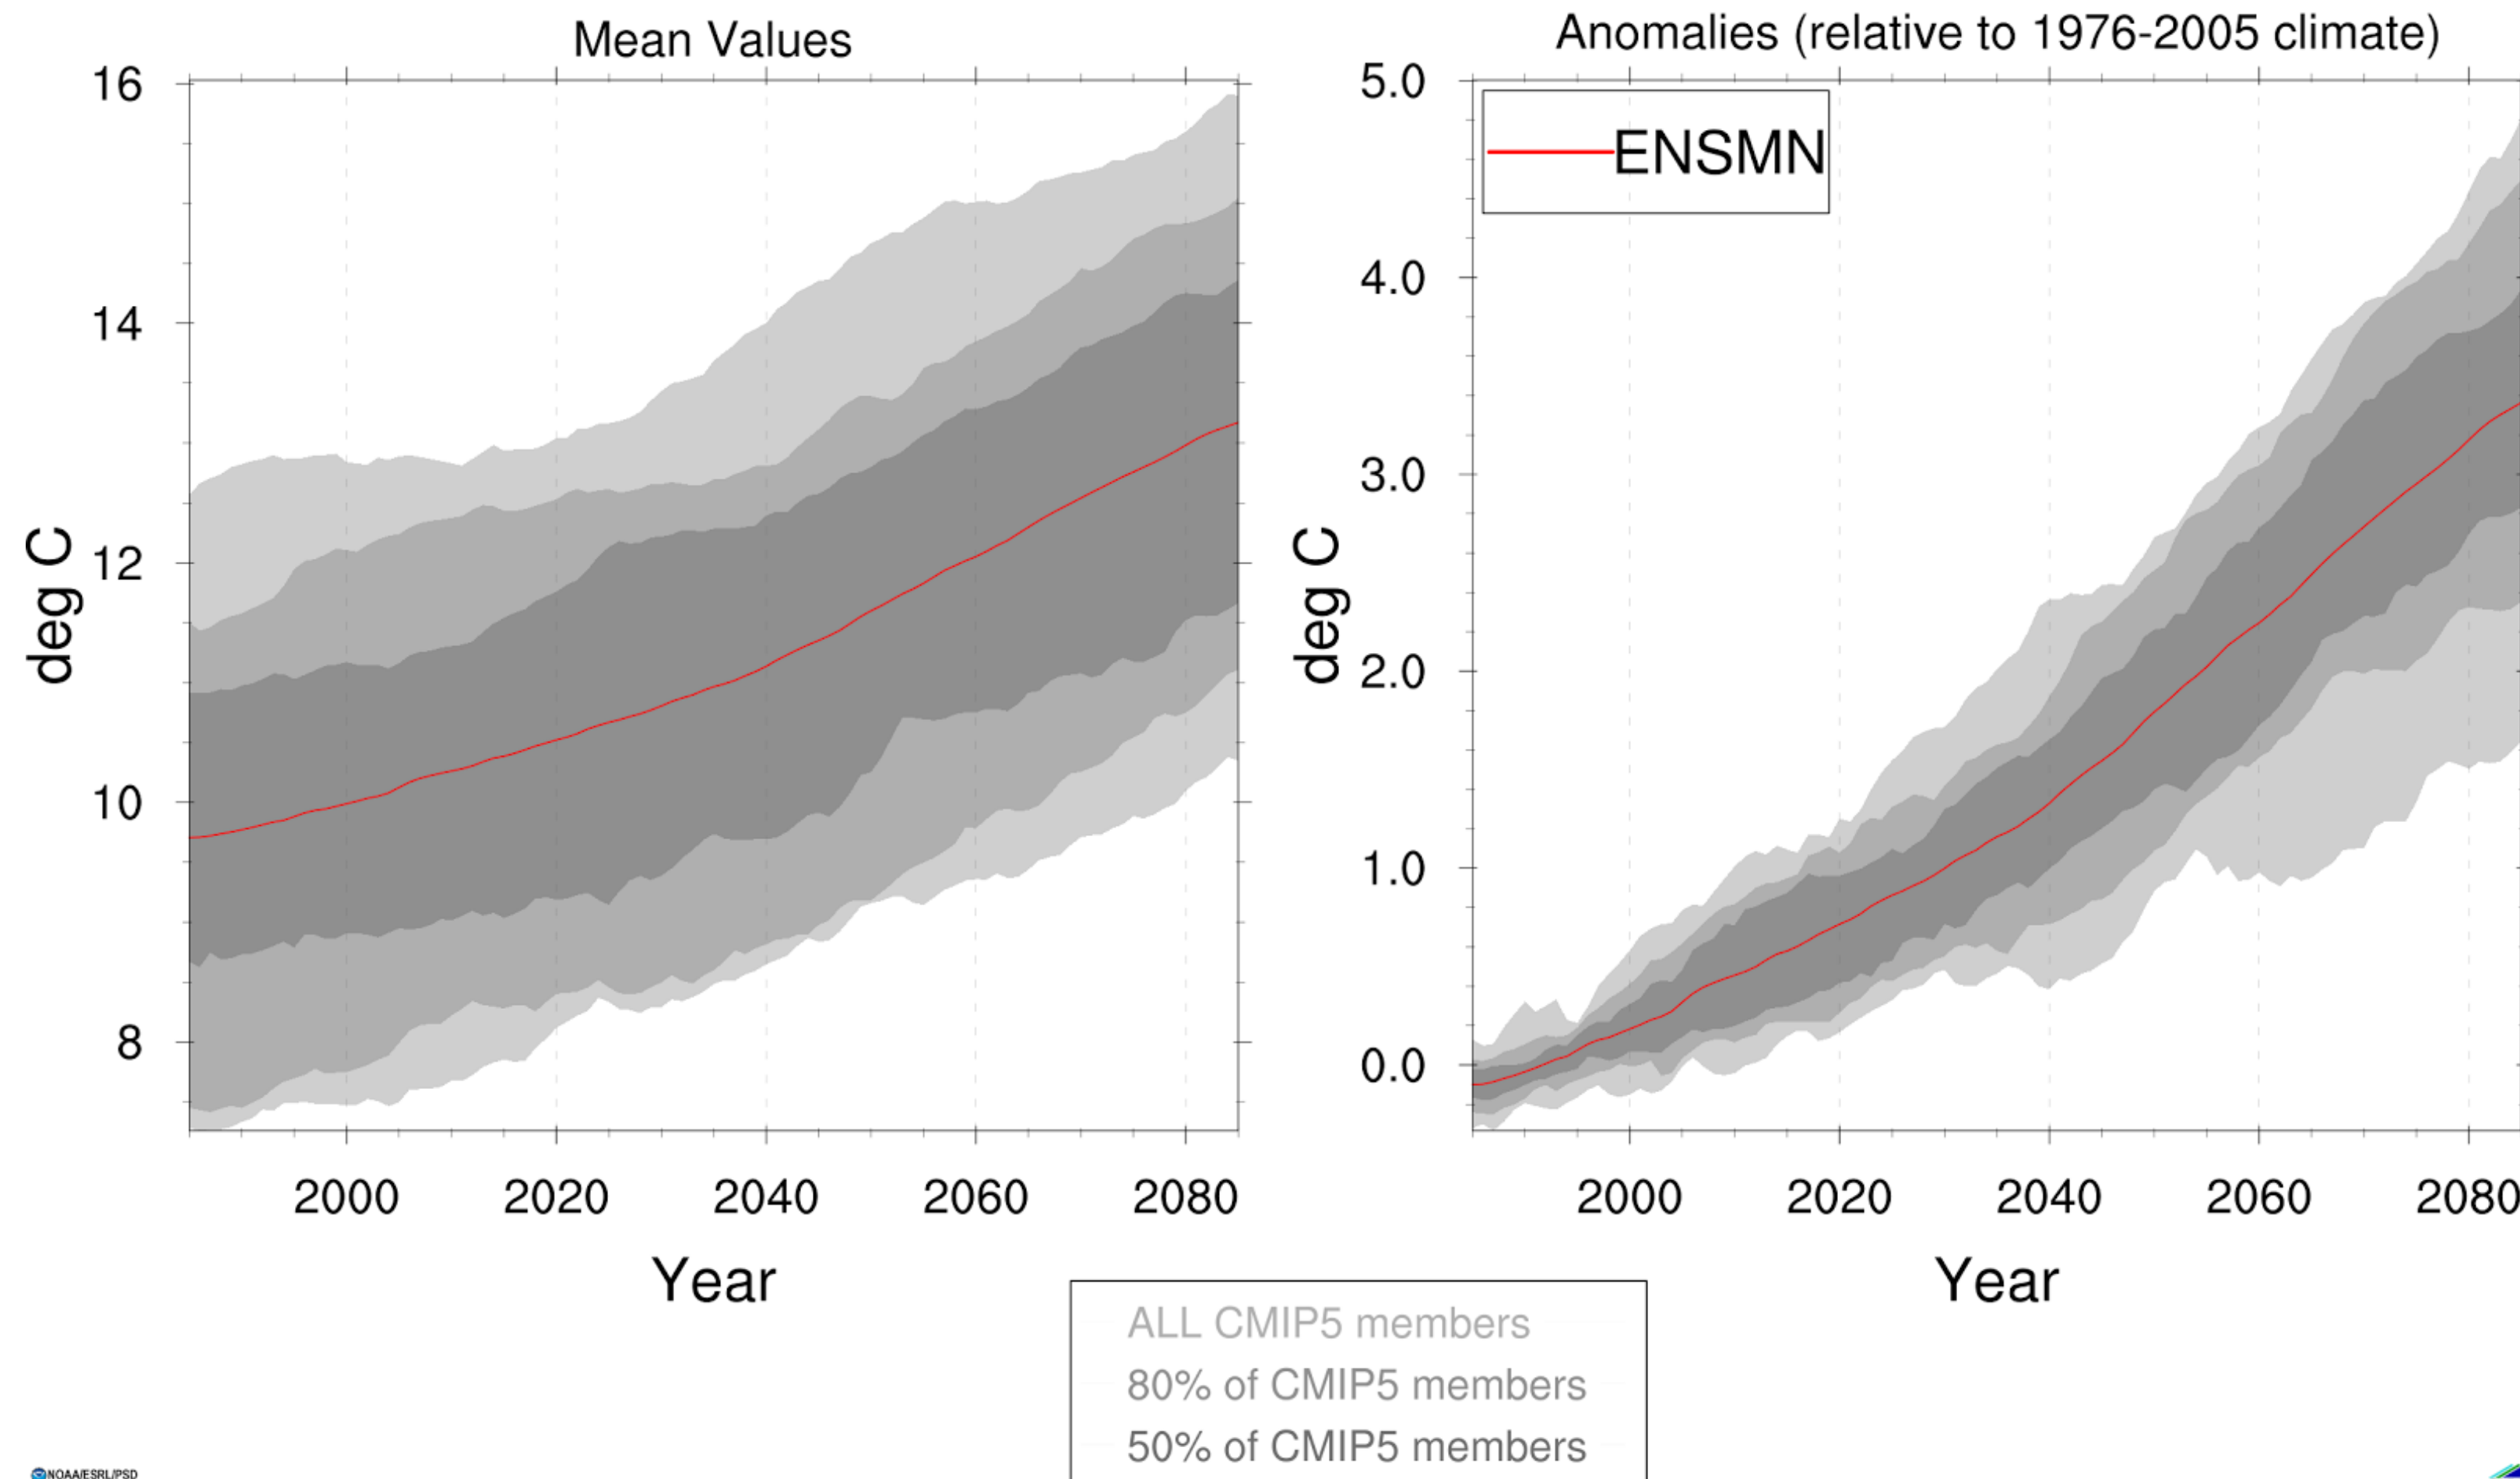 Mean Values
16
14
12
10
8
deg C
2000 2020 2040 2060 2080
Year
Anomalies (relative to 1976-2005 climate)
5.0
4.0
3.0
2.0
1.0
0.0
deg C
ENSMN
2000 2020 2040 2060 2080
Year
ALL CMIP5 members
80% of CMIP5 members
50% of CMIP5 members
NOAA/ESRL/PSD